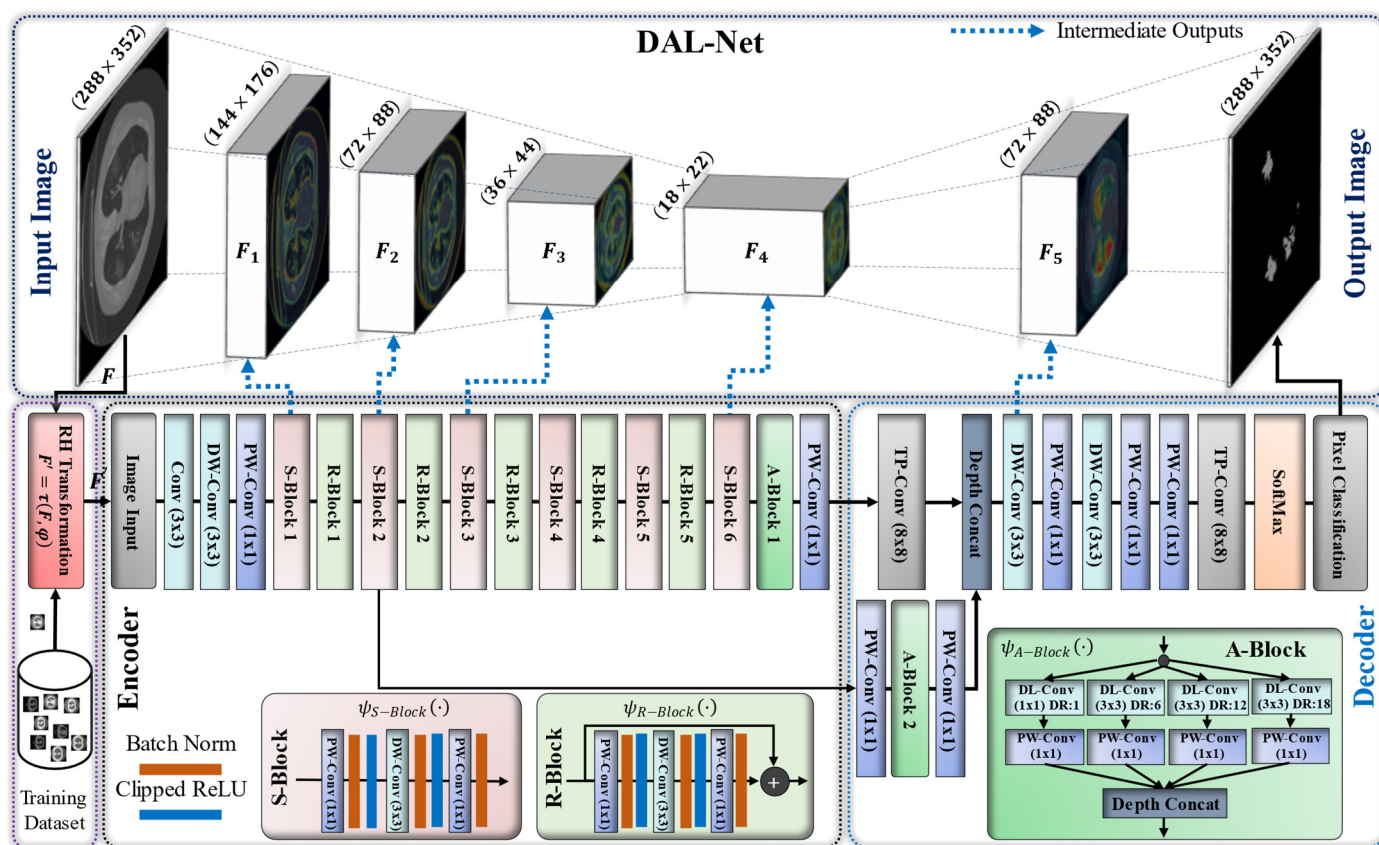 DAL-Net
Intermediate Outputs
Input Image
(288 × 352)
(144 × 176)
(72 × 88)
(36 × 44)
(18 × 22)
(72 × 88)
(288 × 352)
Output Image
F₁
F₂
F₃
F₄
F₅
F
RH Transformation
F′ = τ(F, φ)
F′
Training
Dataset
Encoder
Image Input
Conv (3x3)
DW-Conv (3x3)
PW-Conv (1x1)
S-Block 1
R-Block 1
S-Block 2
R-Block 2
S-Block 3
R-Block 3
S-Block 4
R-Block 4
S-Block 5
R-Block 5
S-Block 6
A-Block 1
PW-Conv (1x1)
TP-Conv (8x8)
Depth Concat
DW-Conv (3x3)
PW-Conv (1x1)
DW-Conv (3x3)
PW-Conv (1x1)
PW-Conv (1x1)
TP-Conv (8x8)
SoftMax
Pixel Classification
PW-Conv (1x1)
A-Block 2
PW-Conv (1x1)
Decoder
Batch Norm
Clipped ReLU
S-Block
ψS−Block(·)
PW-Conv (1x1)
DW-Conv (3x3)
PW-Conv (1x1)
R-Block
ψR−Block(·)
PW-Conv (1x1)
DW-Conv (3x3)
PW-Conv (1x1)
+
ψA−Block(·)
A-Block
DL-Conv
(1x1) DR:1
DL-Conv
(3x3) DR:6
DL-Conv
(3x3) DR:12
DL-Conv
(3x3) DR:18
PW-Conv
(1x1)
PW-Conv
(1x1)
PW-Conv
(1x1)
PW-Conv
(1x1)
Depth Concat